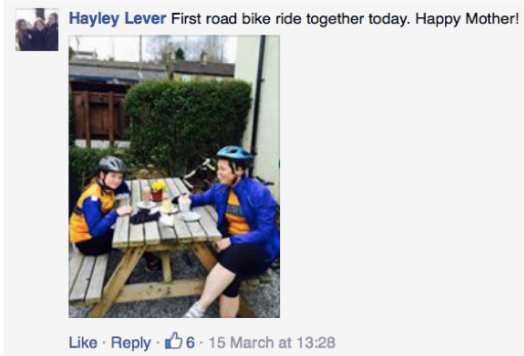 Hayley Lever First road bike ride together today. Happy Mother!
Like · Reply · 6 · 15 March at 13:28